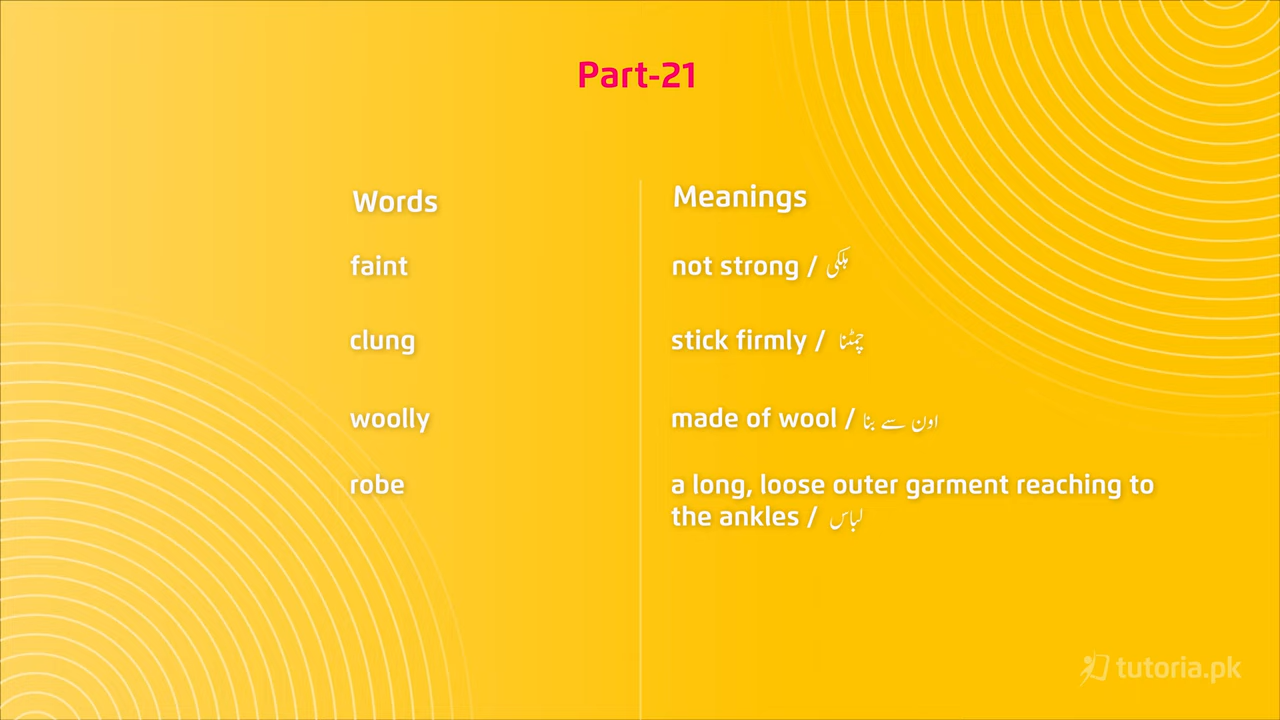 Part-21
Words
Meanings
faint
not strong / ہلکی
clung
stick firmly / چمٹنا
woolly
made of wool / اون سے بنا
robe
a long, loose outer garment reaching to
the ankles / لباس
tutoria.pk